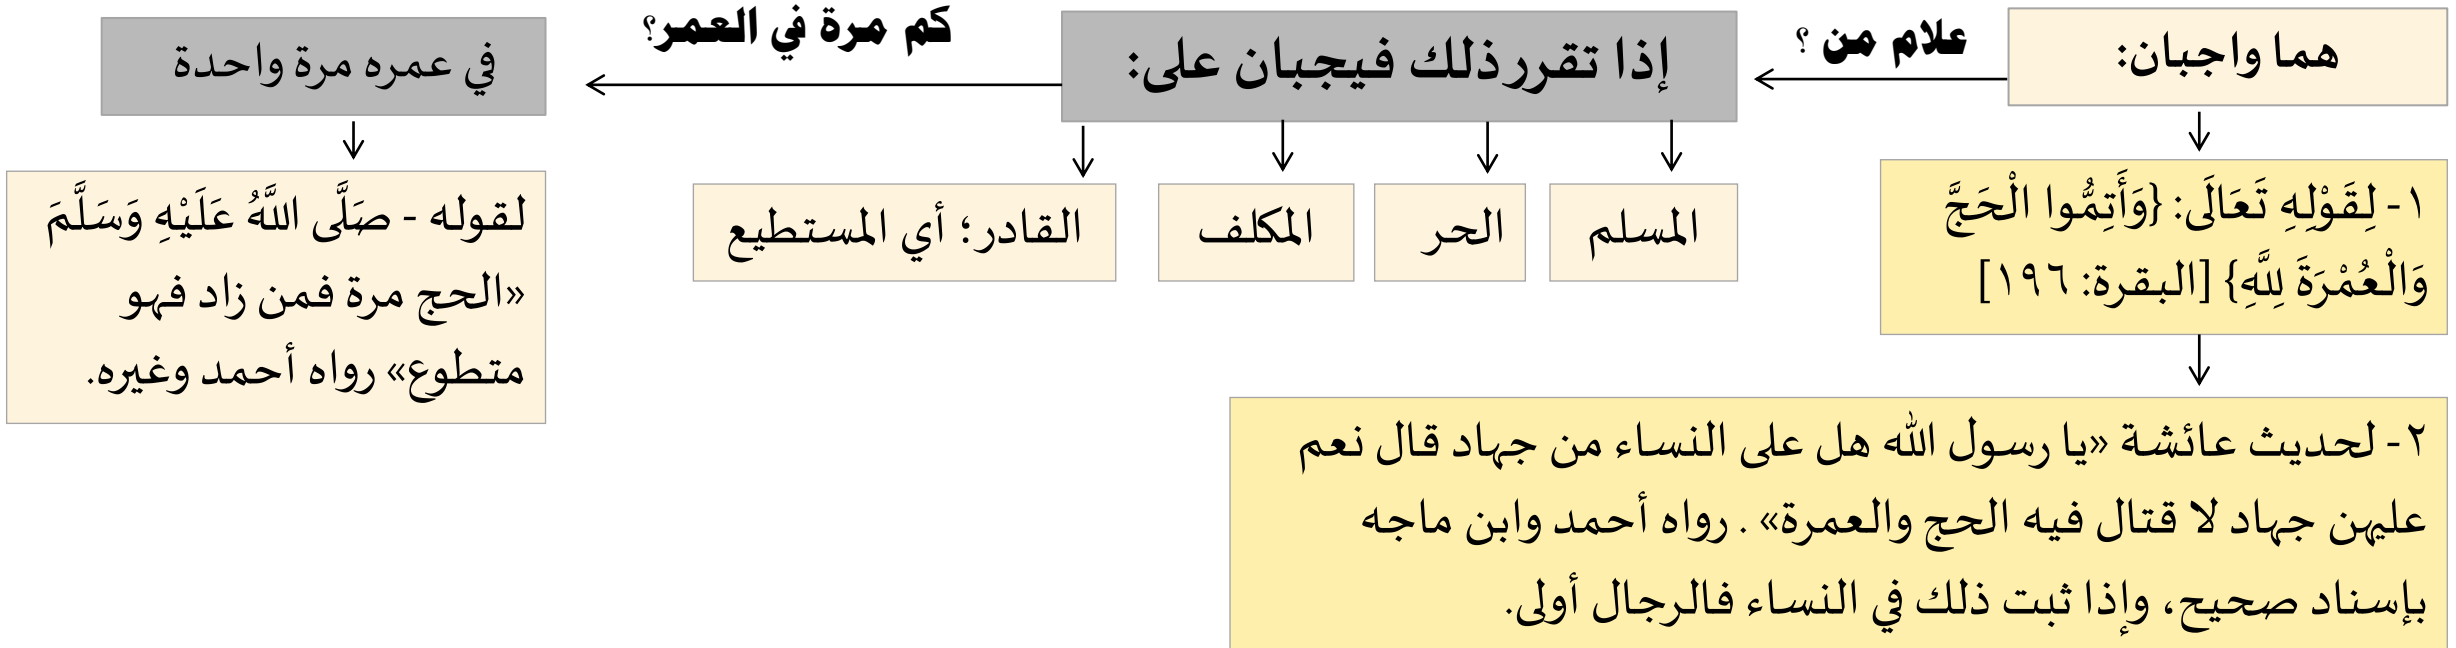 هما واجبان:
علام من ؟
إذا تقرر ذلك فيجبان على:
كم مرة في العمر؟
في عمره مرة واحدة
١- لِقَوْلِهِ تَعَالَى: {وَأَتِمُّوا الْحَجَّ
وَالْعُمْرَةَ لِلَّهِ} [البقرة: ١٩٦]
٢- لحديث عائشة «يا رسول الله هل على النساء من جهاد قال نعم
عليهن جهاد لا قتال فيه الحج والعمرة» . رواه أحمد وابن ماجه
بإسناد صحيح، وإذا ثبت ذلك في النساء فالرجال أولى.
المسلم
الحر
المكلف
القادر؛ أي المستطيع
لقوله - صَلَّى اللَّهُ عَلَيْهِ وَسَلَّمَ
«الحج مرة فمن زاد فهو
متطوع» رواه أحمد وغيره.